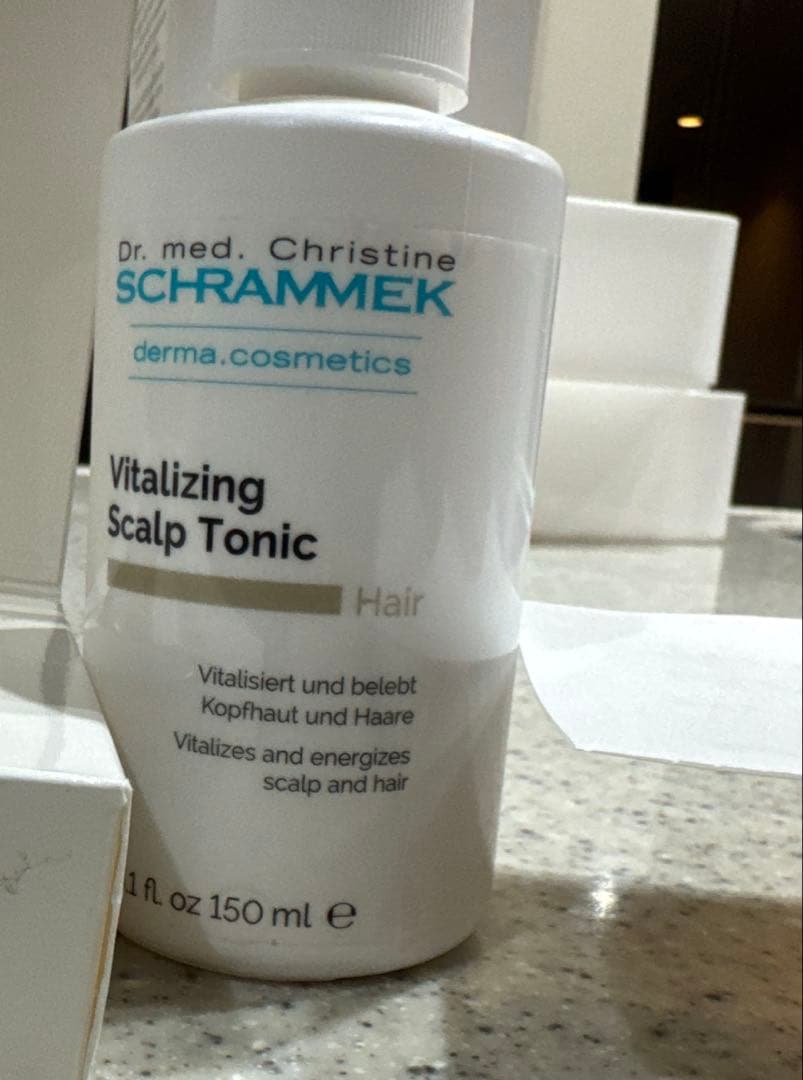 Dr. med. Christine
SCHRAMMEK
derma.cosmetics
Vitalizing
Scalp Tonic
Hair
Vitalisiert und belebt
Kopfhaut und Haare
Vitalizes and energizes
scalp and hair
1 fl. oz 150 ml ℮